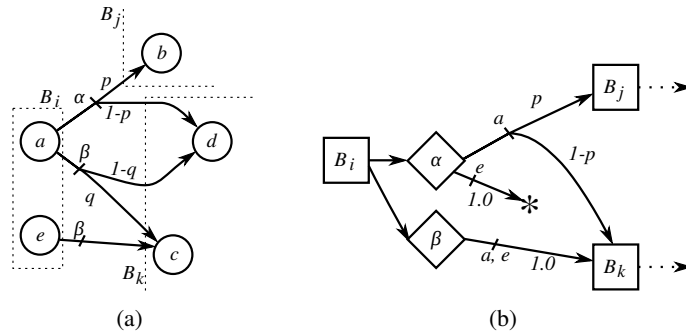 B_j
b
p
α
1-p
B_i
a
d
β
1-q
q
e
β
c
B_k
(a)
B_j
p
a
B_i
α
e
1-p
1.0
*
β
a, e
1.0
B_k
(b)